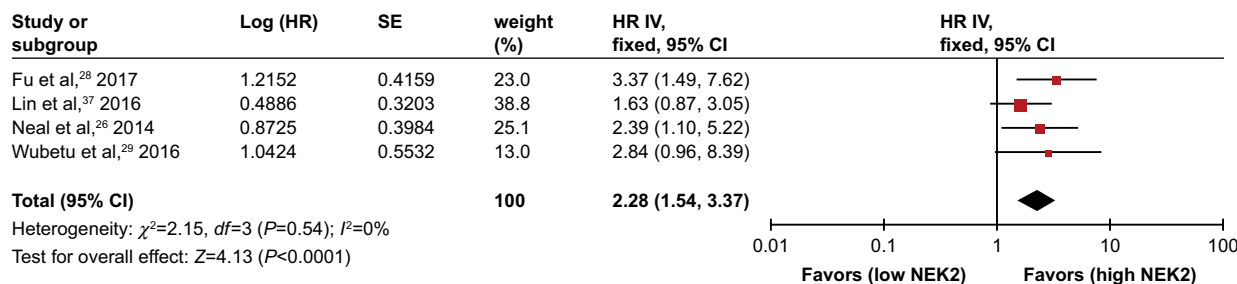 Study or subgroup Log (HR) SE weight (%) HR IV, fixed, 95% CI HR IV, fixed, 95% CI
Fu et al,28 2017 1.2152 0.4159 23.0 3.37 (1.49, 7.62)
Lin et al,37 2016 0.4886 0.3203 38.8 1.63 (0.87, 3.05)
Neal et al,26 2014 0.8725 0.3984 25.1 2.39 (1.10, 5.22)
Wubetu et al,29 2016 1.0424 0.5532 13.0 2.84 (0.96, 8.39)
Total (95% CI) 100 2.28 (1.54, 3.37)
Heterogeneity: χ2=2.15, df=3 (P=0.54); I2=0%
Test for overall effect: Z=4.13 (P<0.0001)
0.01 0.1 1 10 100
Favors (low NEK2) Favors (high NEK2)